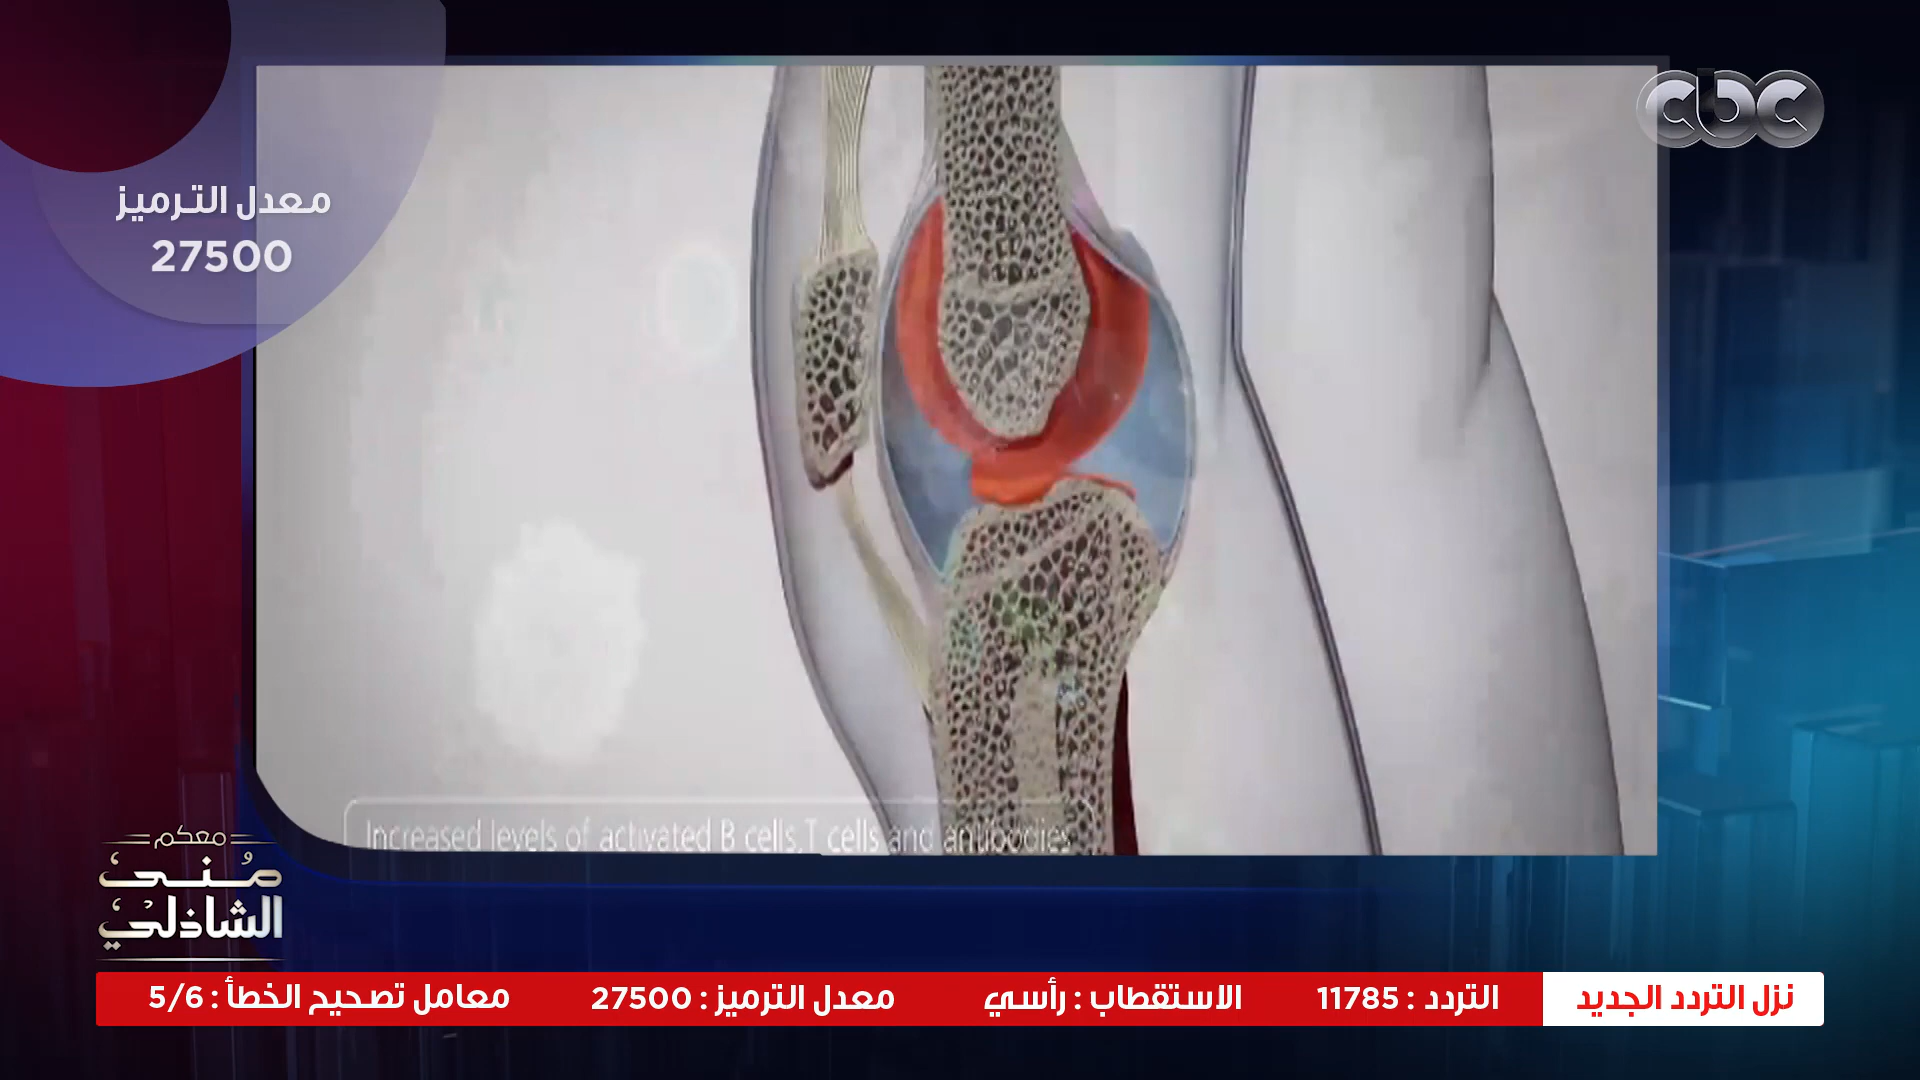 cbc
معدل الترميز
27500
Increased levels of activated B cells,T cells and antibodies
معكم
منى
الشاذلي
نزل التردد الجديد
التردد : 11785
الاستقطاب : رأسي
معدل الترميز : 27500
معامل تصحيح الخطأ : 5/6